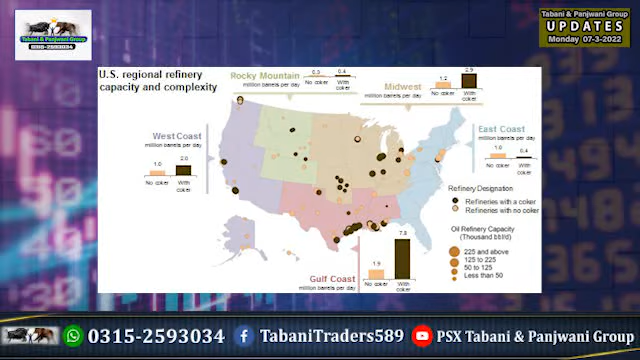 Tabani & Panjwani Group
0315-2593034
Tabani & Panjwani Group
UPDATES
Monday 07-3-2022
U.S. regional refinery
capacity and complexity
Rocky Mountain
million barrels per day
0.3
0.4
No coker
With coker
Midwest
million barrels per day
1.2
2.9
No coker
With coker
West Coast
million barrels per day
1.0
2.0
No coker
With coker
East Coast
million barrels per day
1.0
0.4
No coker
With coker
Refinery Designation
Refineries with a coker
Refineries with no coker
Oil Refinery Capacity
(Thousand bbl/d)
225 and above
125 to 225
50 to 125
Less than 50
Gulf Coast
million barrels per day
1.9
7.8
No coker
With coker
0315-2593034
TabaniTraders589
PSX Tabani & Panjwani Group